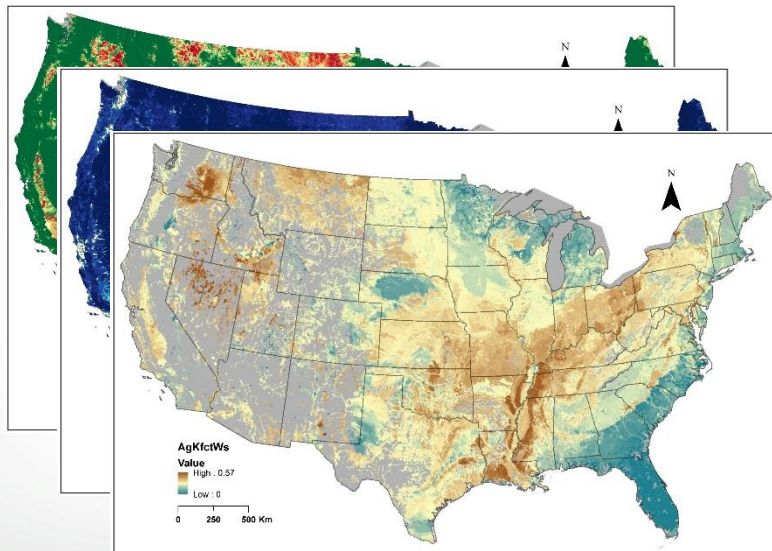 N
N
N
AgKfctWs
Value
High : 0.57
Low : 0
0 250 500 Km